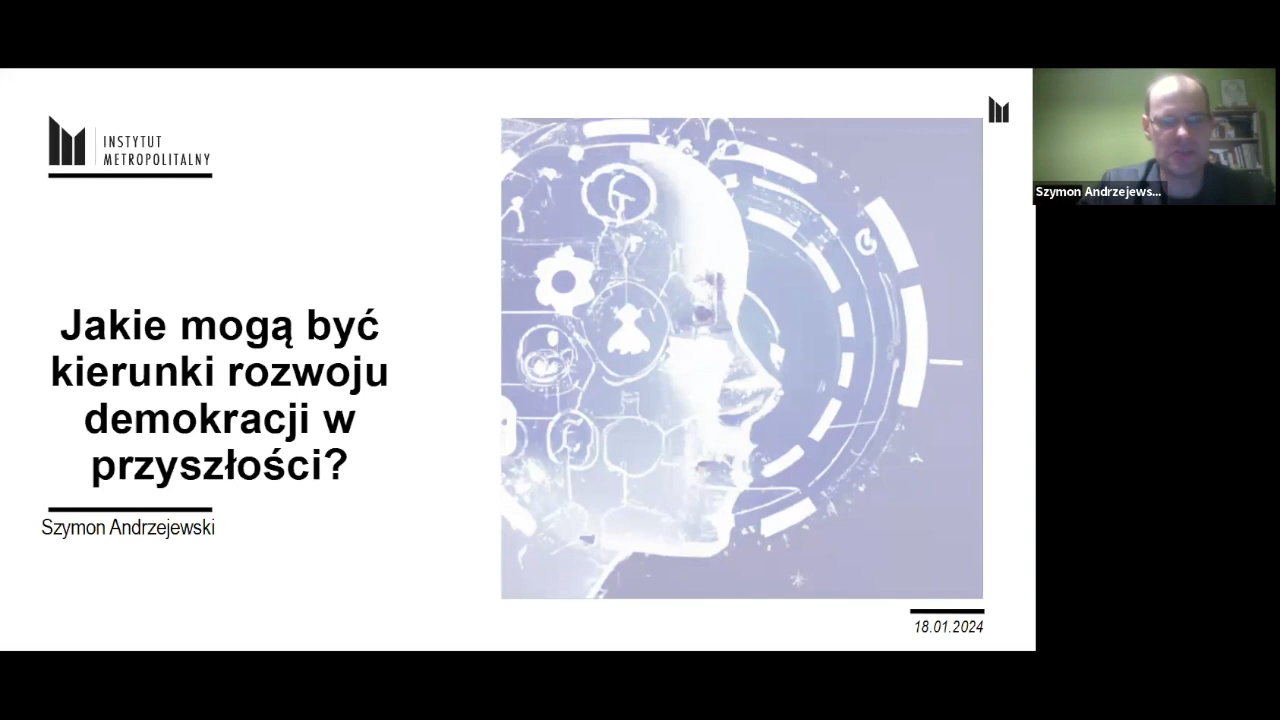 INSTYTUT
METROPOLITALNY
Jakie mogą być
kierunki rozwoju
demokracji w
przyszłości?
Szymon Andrzejewski
18.01.2024
Szymon Andrzejews...